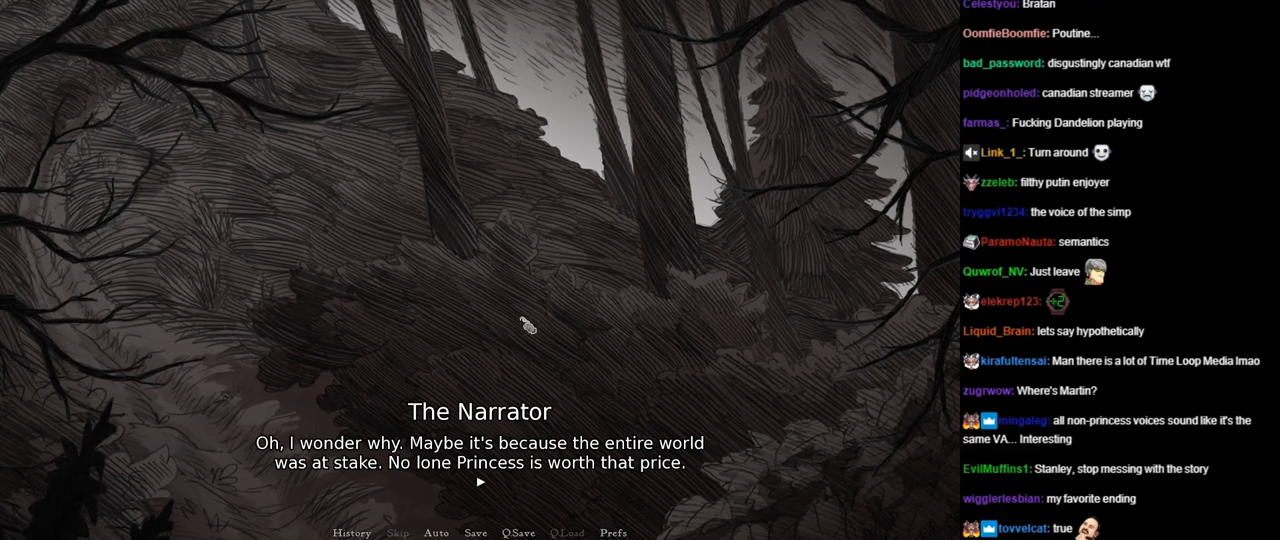 The Narrator
Oh, I wonder why. Maybe it's because the entire world
was at stake. No lone Princess is worth that price.
History Skip Auto Save Q.Save Q.Load Prefs
Celestyou: Bratan
OomfieBoomfie: Poutine...
bad_password: disgustingly canadian wtf
pidgeonholed: canadian streamer
farmas_: Fucking Dandelion playing
Link_1_: Turn around
zzeleb: filthy putin enjoyer
tryggvi1234: the voice of the simp
ParamoNauta: semantics
Quwrof_NV: Just leave
elekrep123: +2
Liquid_Brain: lets say hypothetically
kirafultensai: Man there is a lot of Time Loop Media lmao
zugrwow: Where's Martin?
mingaleg: all non-princess voices sound like it's the
same VA... Interesting
EvilMuffins1: Stanley, stop messing with the story
wigglerlesbian: my favorite ending
tovvelcat: true